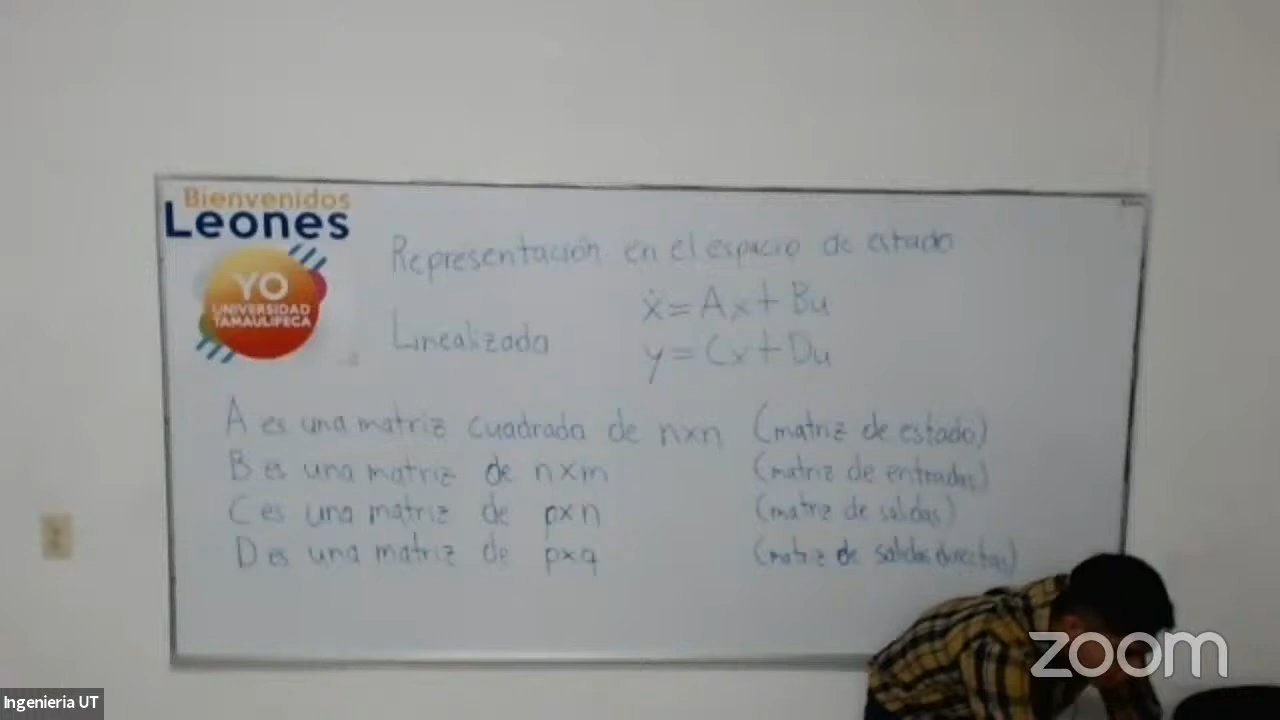 Bienvenidos
Leones
YO
UNIVERSIDAD
TAMAULIPECA
Representación en el espacio de estado
ẋ = Ax + Bu
Linealizada
y = Cx + Du
A es una matriz cuadrada de nxn (matriz de estado)
B es una matriz de nxm (matriz de entradas)
C es una matriz de pxn (matriz de salidas)
D es una matriz de pxq (matriz de salidas directas)
zoom
Ingenieria UT